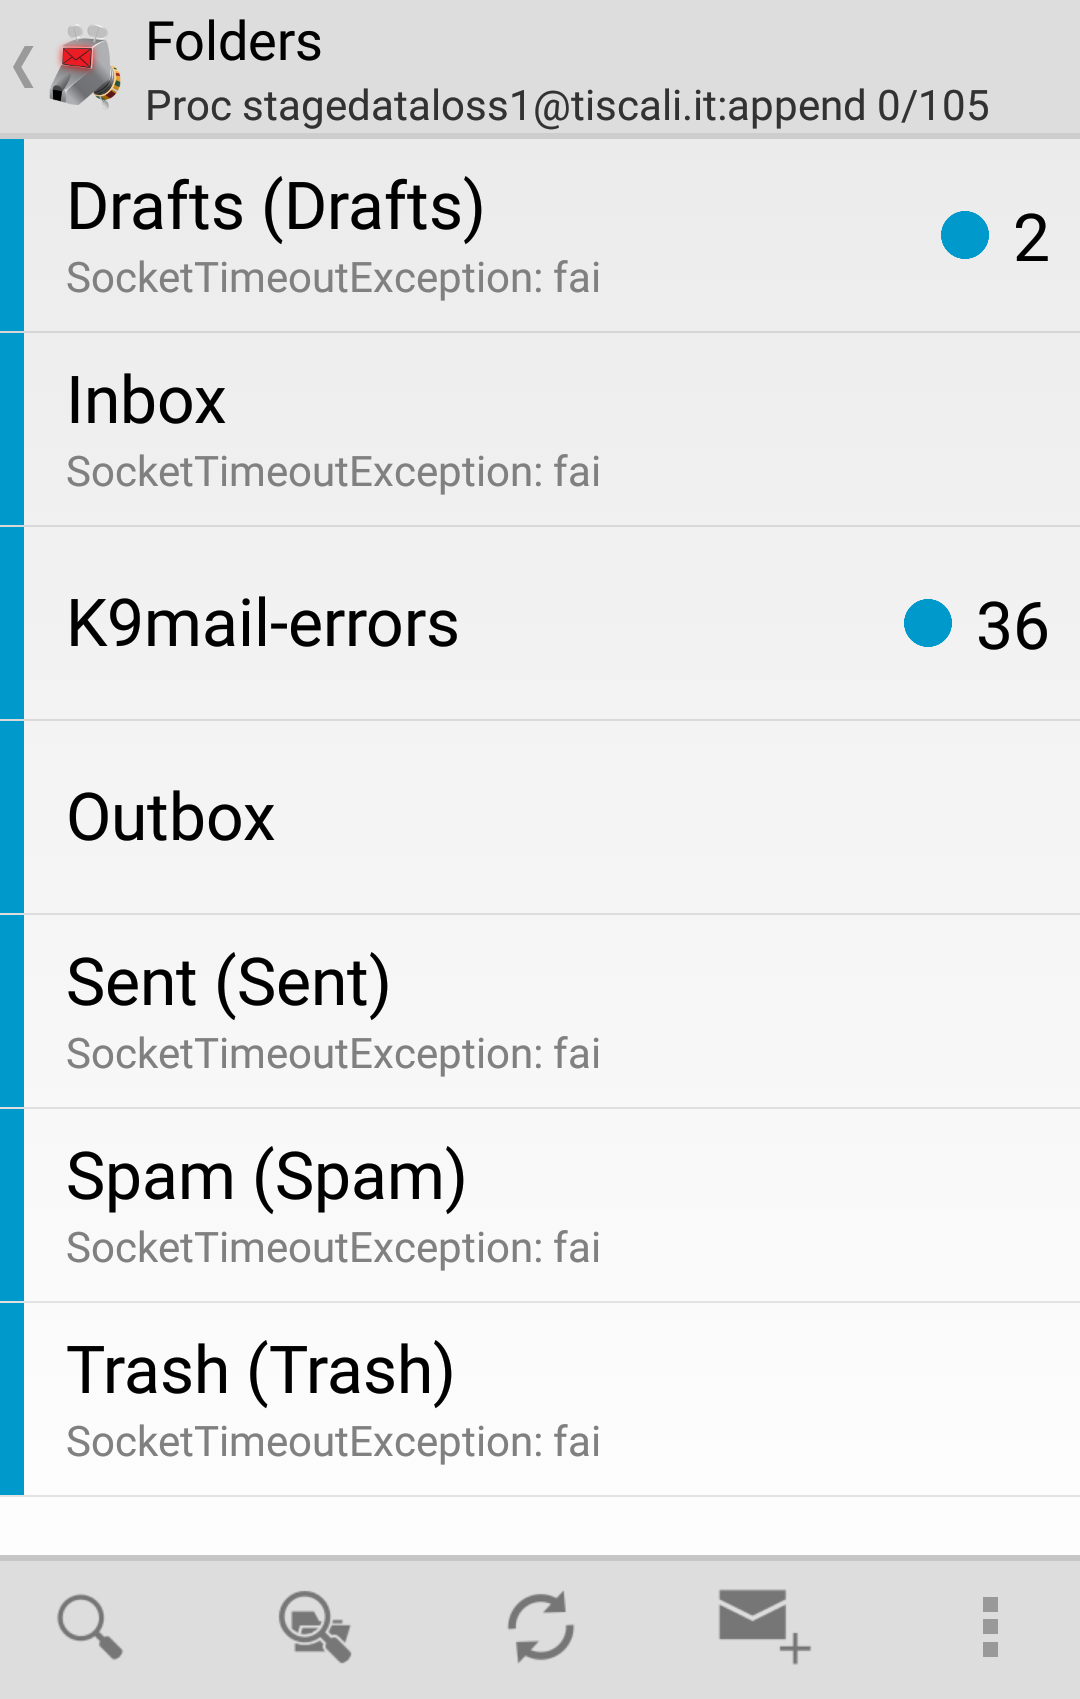 Folders
Proc stagedataloss1@tiscali.it:append 0/105
Drafts (Drafts)
SocketTimeoutException: fai
2
Inbox
SocketTimeoutException: fai
K9mail-errors
36
Outbox
Sent (Sent)
SocketTimeoutException: fai
Spam (Spam)
SocketTimeoutException: fai
Trash (Trash)
SocketTimeoutException: fai